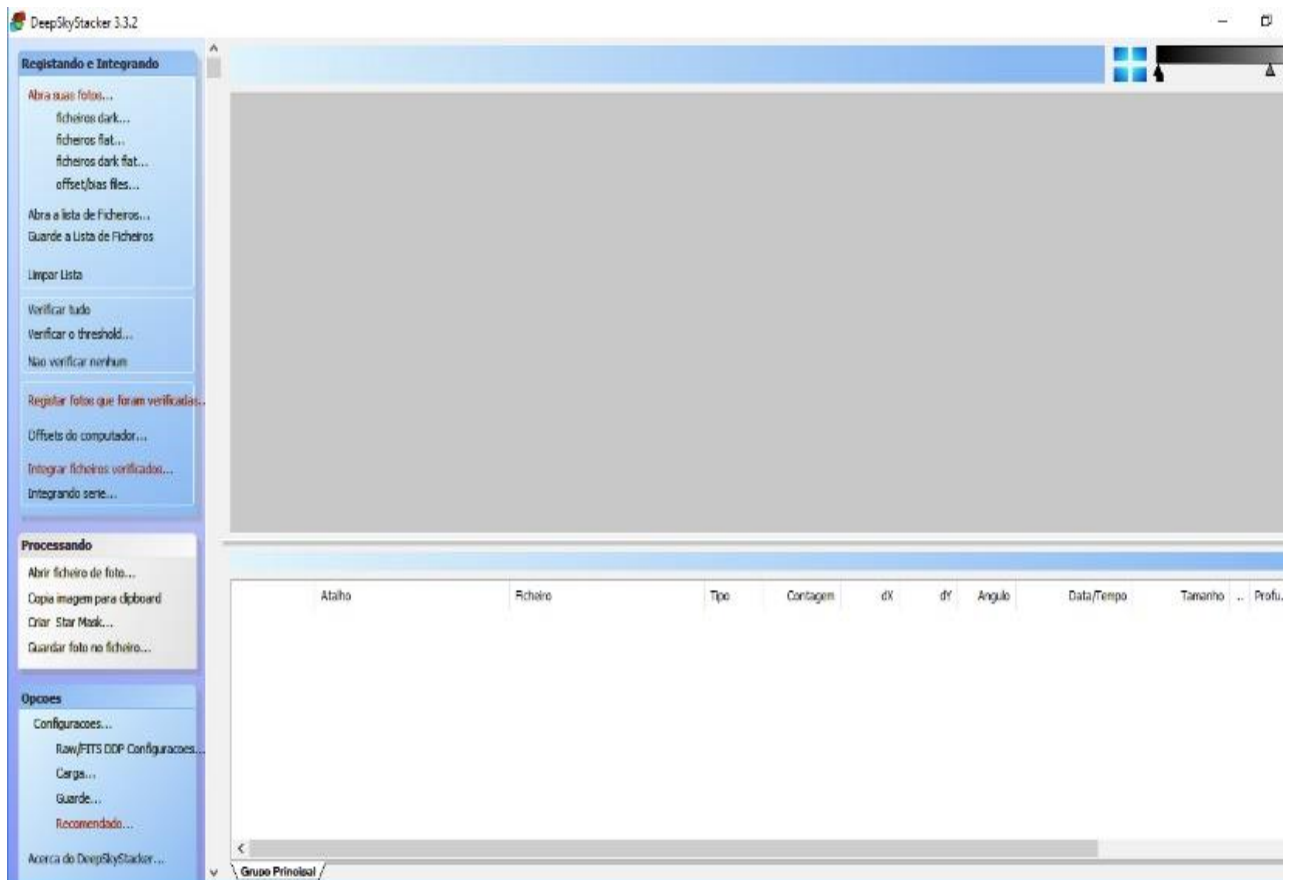 DeepSkyStacker 3.3.2
Registando e Integrando
Abra suas fotos...
ficheiros dark...
ficheiros flat...
ficheiros dark flat...
offset/bias files...
Abra a lista de Ficheiros...
Guarde a Lista de Ficheiros
Limpar Lista
Verificar tudo
Verificar o threshold...
Nao verificar nenhum
Registar fotos que foram verificadas..
Offsets do computador...
Integrar ficheiros verificados...
Integrando serie...
Processando
Abrir ficheiro de foto...
Copia imagem para clipboard
Criar Star Mask...
Guardar foto no ficheiro...
Opcoes
Configuracoes...
Raw/FITS DDP Configuracoes...
Carga...
Guarde...
Recomendado...
Acerca do DeepSkyStacker...
Atalho Ficheiro Tipo Contagem dX dY Angulo Data/Tempo Tamanho .. Profu.
Grupo Principal